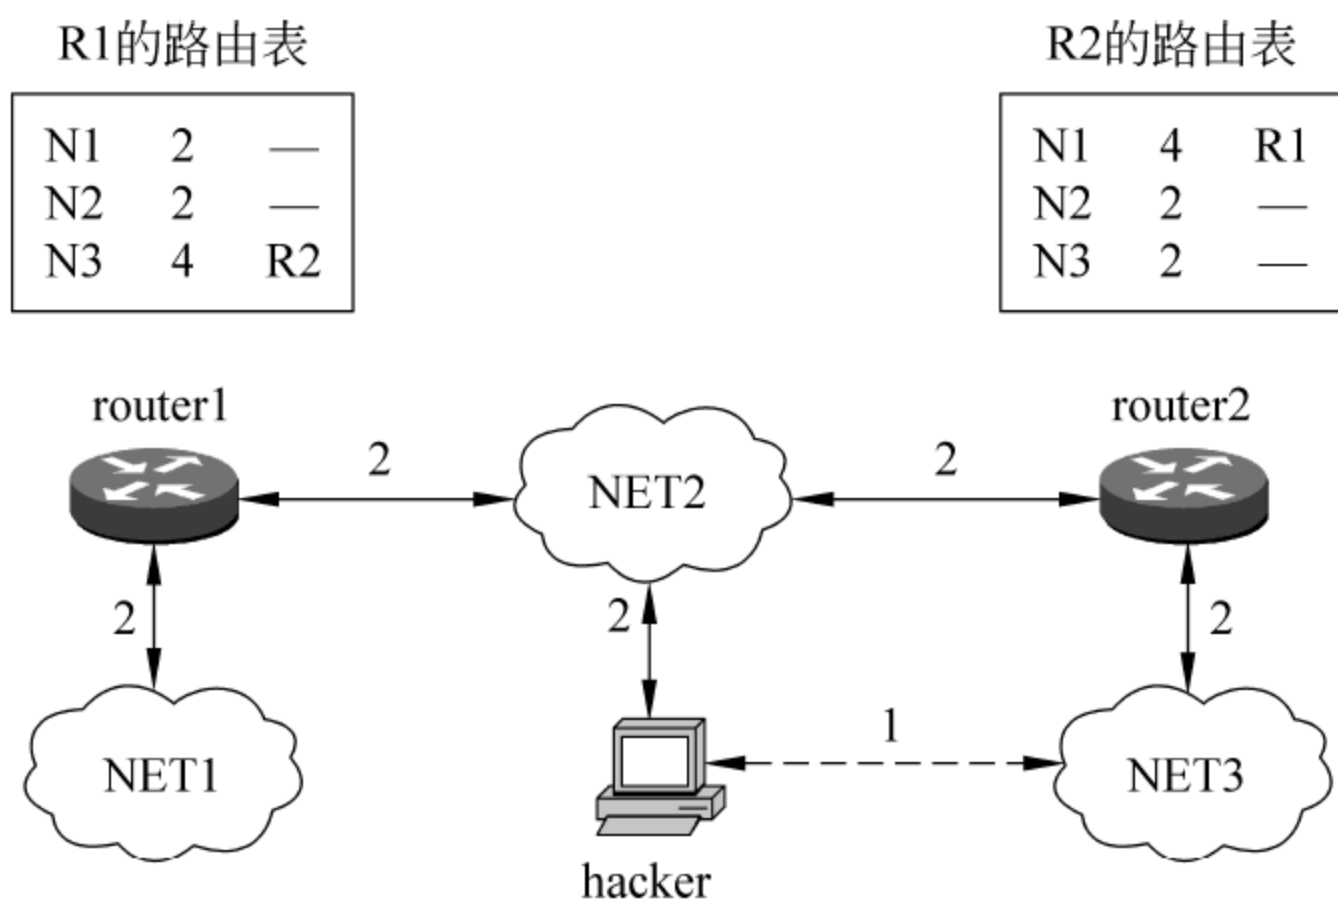 R1的路由表
N1 2 —
N2 2 —
N3 4 R2
R2的路由表
N1 4 R1
N2 2 —
N3 2 —
router1
router2
2
2
NET2
2
2
2
1
NET1
NET3
hacker